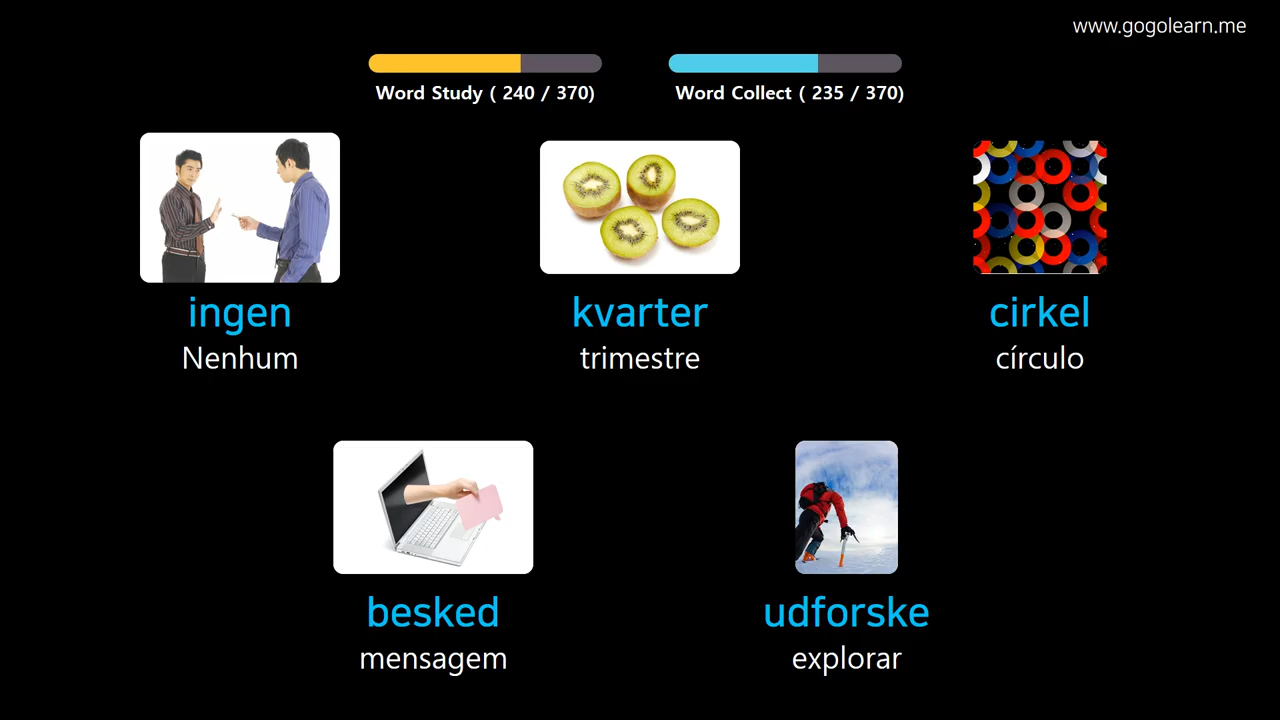 www.gogolearn.me
Word Study ( 240 / 370)
Word Collect ( 235 / 370)
ingen
Nenhum
kvarter
trimestre
cirkel
círculo
besked
mensagem
udforske
explorar